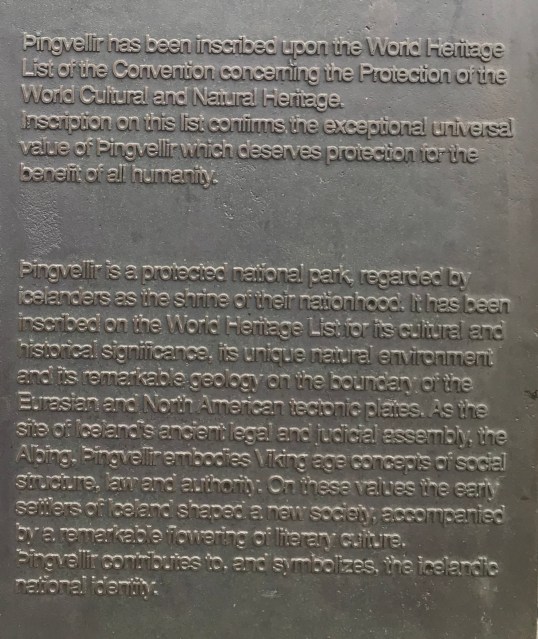 Þingvellir has been inscribed upon the World Heritage
List of the Convention concerning the Protection of the
World Cultural and Natural Heritage.
Inscription on this list confirms the exceptional universal
value of Þingvellir which deserves protection for the
benefit of all humanity.
Þingvellir is a protected national park, regarded by
Icelanders as the shrine of their nationhood. It has been
inscribed on the World Heritage List for its cultural and
historical significance, its unique natural environment
and its remarkable geology on the boundary of the
Eurasian and North American tectonic plates. As the
site of Iceland's ancient legal and judicial assembly, the
Alþing, Þingvellir embodies Viking age concepts of social
structure, law and authority. On these values the early
settlers of Iceland shaped a new society, accompanied
by a remarkable flowering of literary culture.
Þingvellir contributes to, and symbolizes, the Icelandic
national identity.